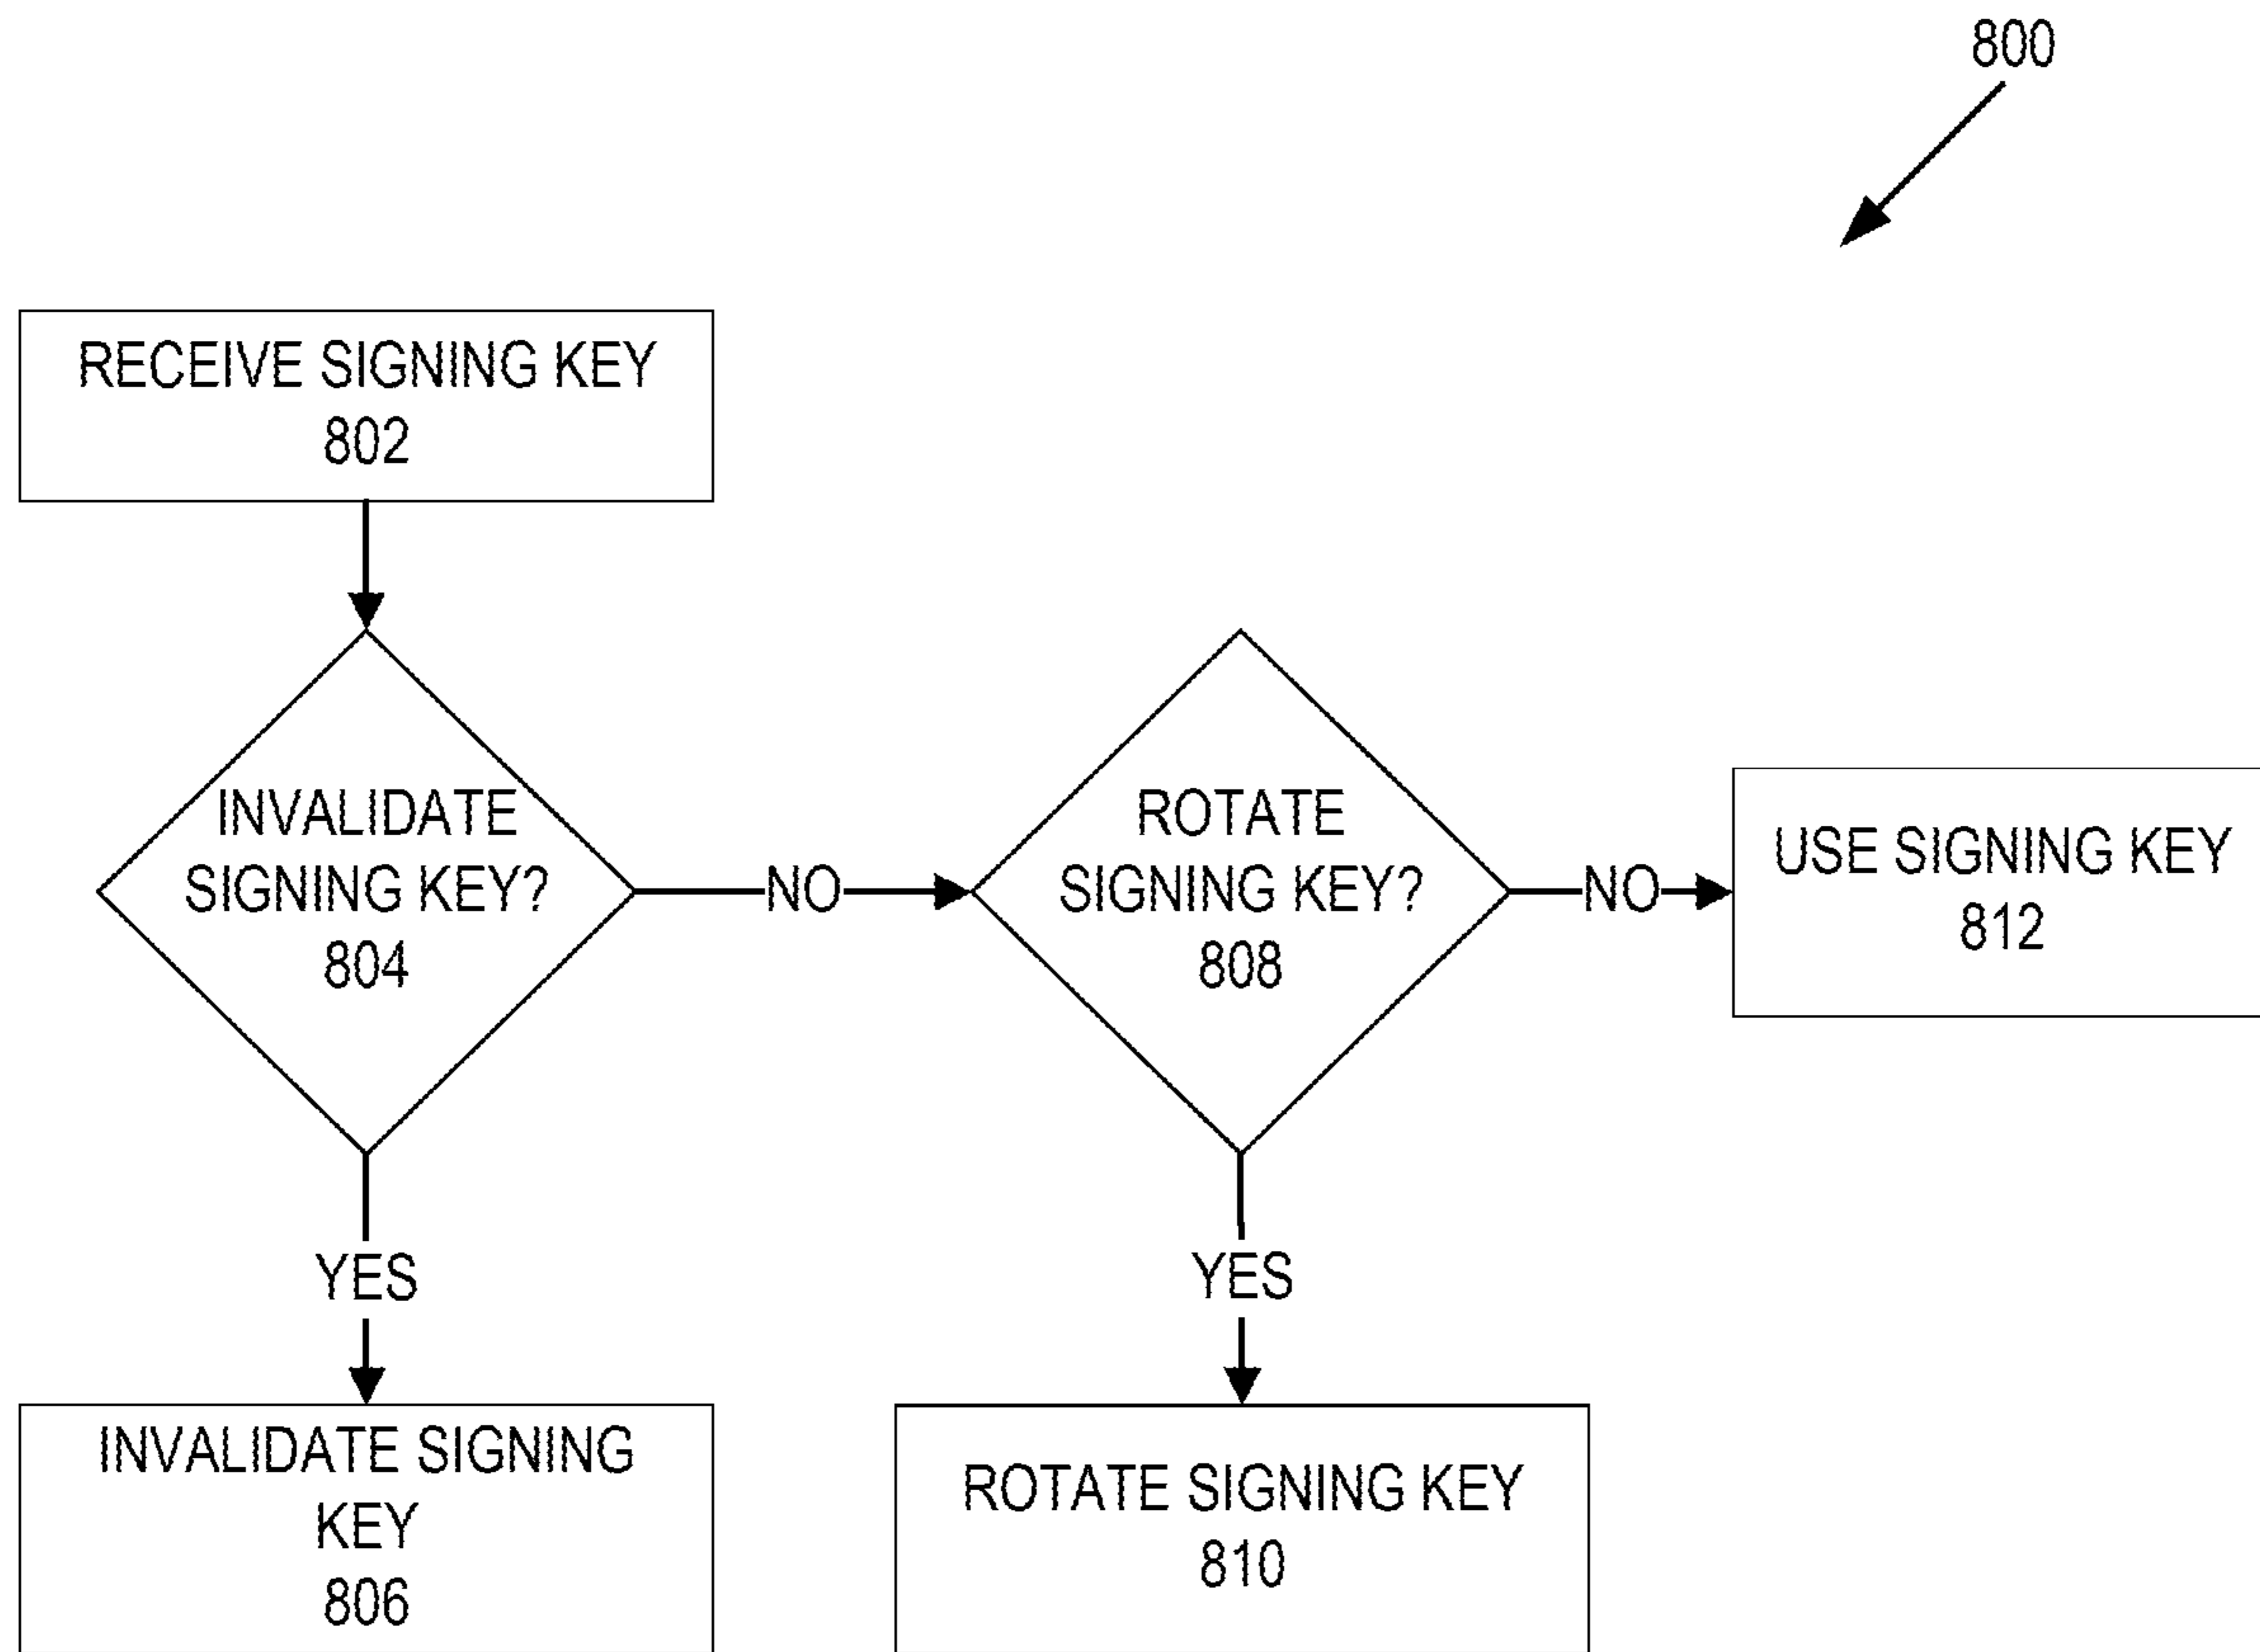 800
RECEIVE SIGNING KEY
802
INVALIDATE
SIGNING KEY?
804
NO
ROTATE
SIGNING KEY?
808
NO
USE SIGNING KEY
812
YES
YES
INVALIDATE SIGNING
KEY
806
ROTATE SIGNING KEY
810